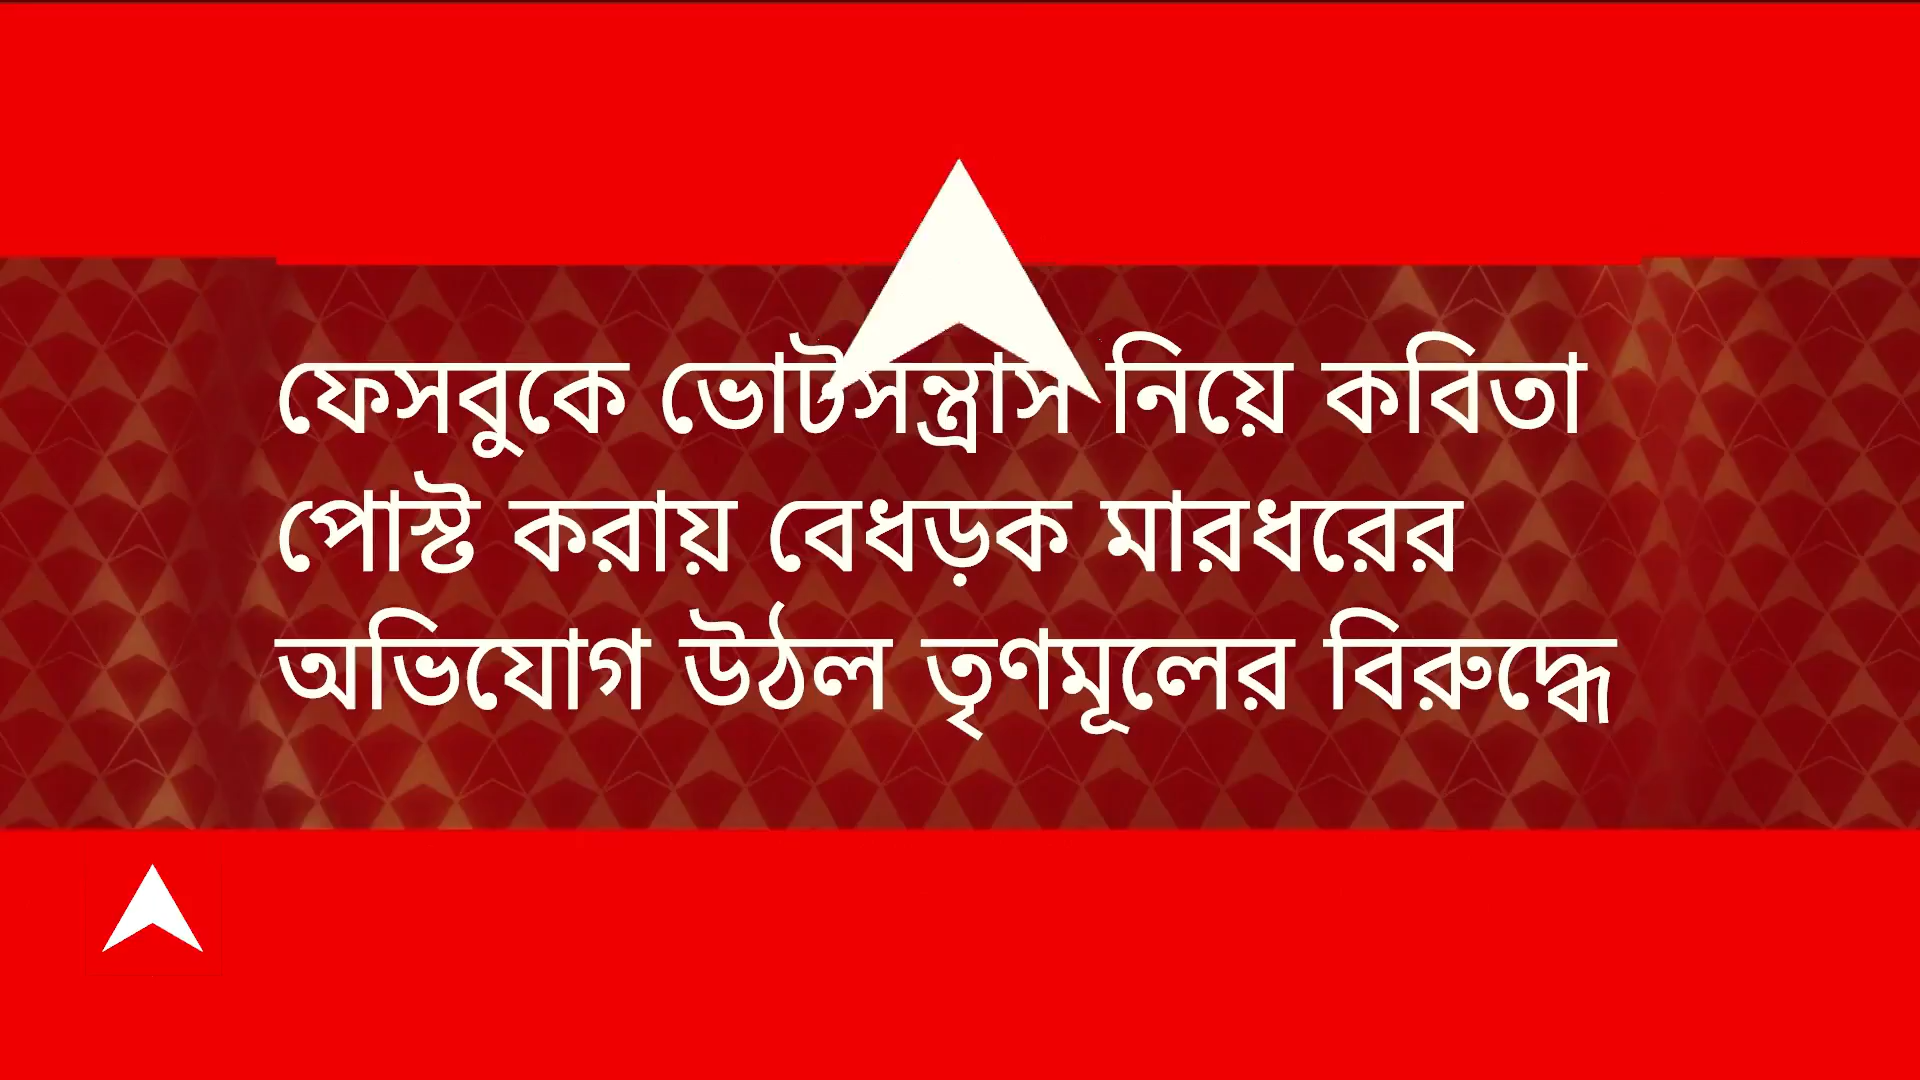 ফেসবুকে ভোটসন্ত্রাস নিয়ে কবিতা
পোস্ট করায় বেধড়ক মারধরের
অভিযোগ উঠল তৃণমূলের বিরুদ্ধে